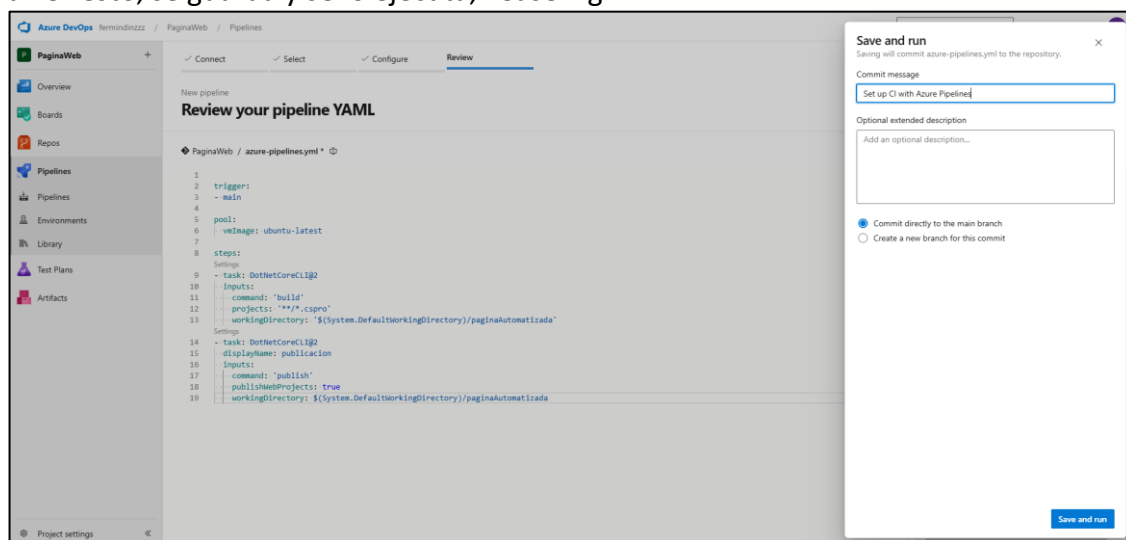 Azure DevOps fermindinzzz / PaginaWeb / Pipelines
P PaginaWeb +
Overview
Boards
Repos
Pipelines
Pipelines
Environments
Library
Test Plans
Artifacts
Project settings
Connect Select Configure Review
New pipeline
Review your pipeline YAML
PaginaWeb / azure-pipelines.yml *
1
2 trigger:
3 - main
4
5 pool:
6 vmImage: ubuntu-latest
7
8 steps:
Settings
9 - task: DotNetCoreCLI@2
10 inputs:
11 command: 'build'
12 projects: '**/*.cspro'
13 workingDirectory: '$(System.DefaultWorkingDirectory)/paginaAutomatizada'
Settings
14 - task: DotNetCoreCLI@2
15 displayName: publicacion
16 inputs:
17 command: 'publish'
18 publishWebProjects: true
19 workingDirectory: $(System.DefaultWorkingDirectory)/paginaAutomatizada
Save and run
Saving will commit azure-pipelines.yml to the repository.
Commit message
Set up CI with Azure Pipelines
Optional extended description
Add an optional description...
Commit directly to the main branch
Create a new branch for this commit
Save and run